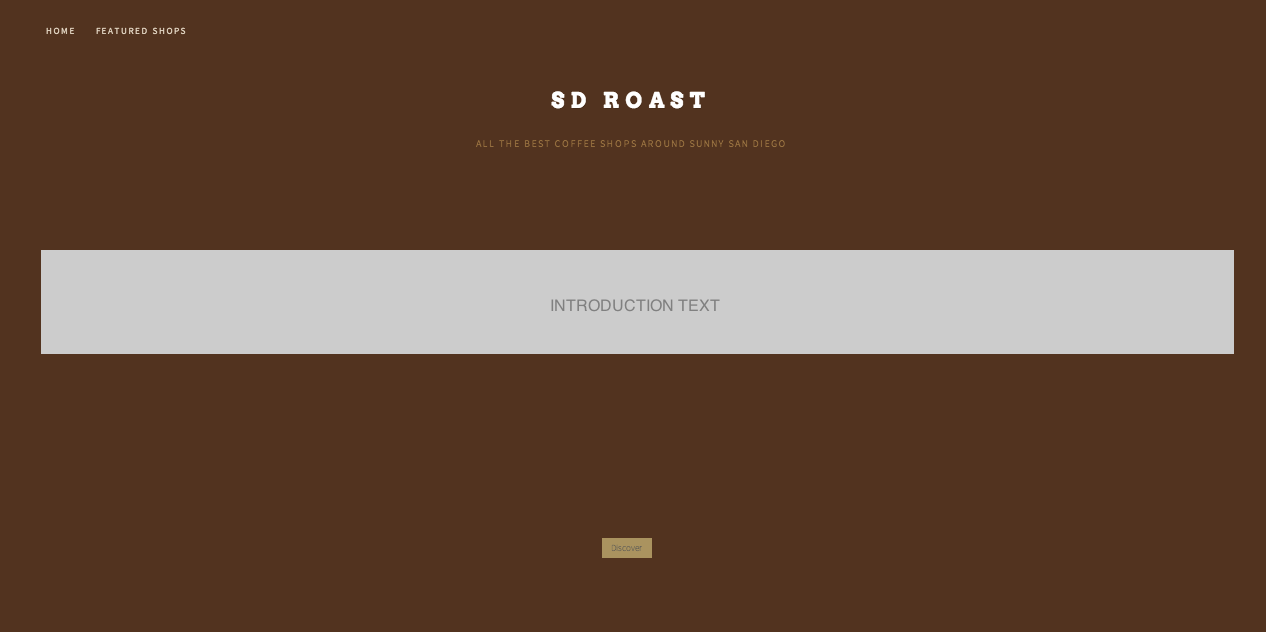 HOME FEATURED SHOPS
SD ROAST
ALL THE BEST COFFEE SHOPS AROUND SUNNY SAN DIEGO
INTRODUCTION TEXT
Discover